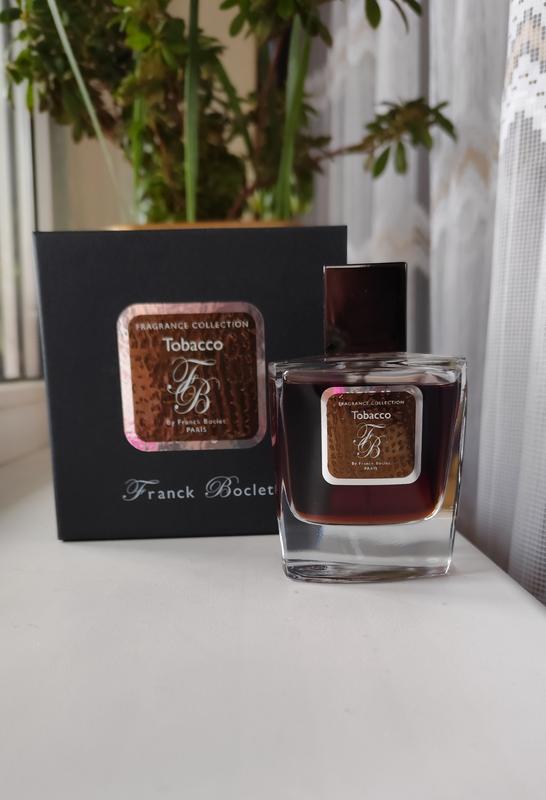 FRAGRANCE COLLECTION
Tobacco
FB
By Franck Boclet
PARIS
Franck Boclet
FRAGRANCE COLLECTION
Tobacco
FB
By Franck Boclet
PARIS